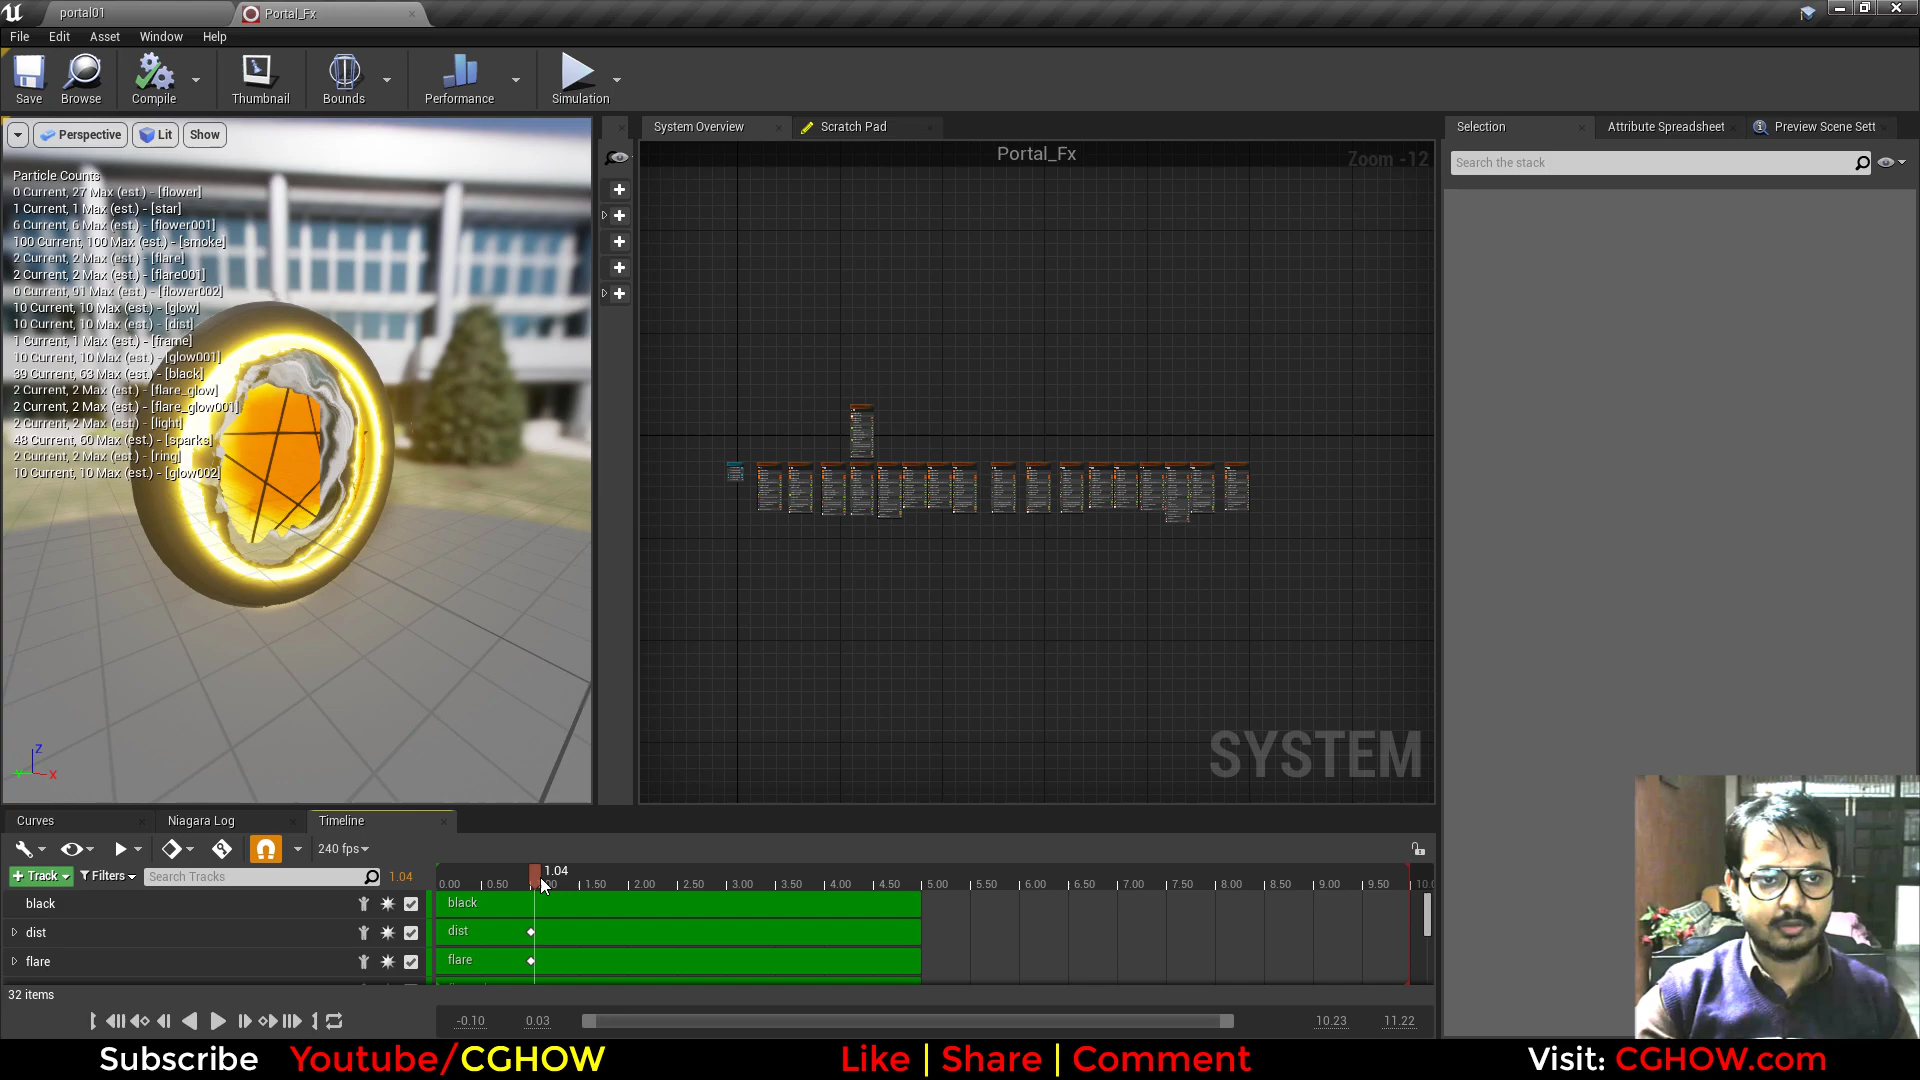 portal01
Portal_Fx
File Edit Asset Window Help
Save Browse Compile Thumbnail Bounds Performance Simulation
Perspective Lit Show
Particle Counts
0 Current, 27 Max (est.) - [flower]
1 Current, 1 Max (est.) - [star]
6 Current, 6 Max (est.) - [flower001]
100 Current, 100 Max (est.) - [smoke]
2 Current, 2 Max (est.) - [flare]
2 Current, 2 Max (est.) - [flare001]
0 Current, 91 Max (est.) - [flower002]
10 Current, 10 Max (est.) - [glow]
10 Current, 10 Max (est.) - [dist]
1 Current, 1 Max (est.) - [frame]
10 Current, 10 Max (est.) - [glow001]
39 Current, 63 Max (est.) - [black]
2 Current, 2 Max (est.) - [flare_glow]
2 Current, 2 Max (est.) - [flare_glow001]
2 Current, 2 Max (est.) - [light]
48 Current, 60 Max (est.) - [sparks]
2 Current, 2 Max (est.) - [ring]
10 Current, 10 Max (est.) - [glow002]
Z
Y
X
System Overview
Scratch Pad
Portal_Fx
Zoom -12
SYSTEM
Selection
Attribute Spreadsheet
Preview Scene Sett
Search the stack
Curves
Niagara Log
Timeline
240 fps
+ Track
Filters
Search Tracks
1.04
1.04
0.00 0.50 1.50 2.00 2.50 3.00 3.50 4.00 4.50 5.00 5.50 6.00 6.50 7.00 7.50 8.00 8.50 9.00 9.50 10.0
black
black
dist
dist
flare
flare
32 items
-0.10 0.03 10.23 11.22
Subscribe Youtube/CGHOW
Like | Share | Comment
Visit: CGHOW.com